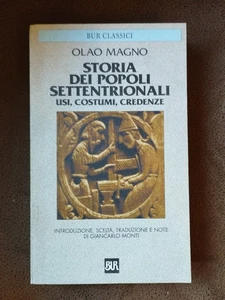 BUR CLASSICI
OLAO MAGNO
STORIA
DEI POPOLI
SETTENTRIONALI
USI, COSTUMI, CREDENZE
INTRODUZIONE, SCELTA, TRADUZIONE E NOTE
DI GIANCARLO MONTI
BUR